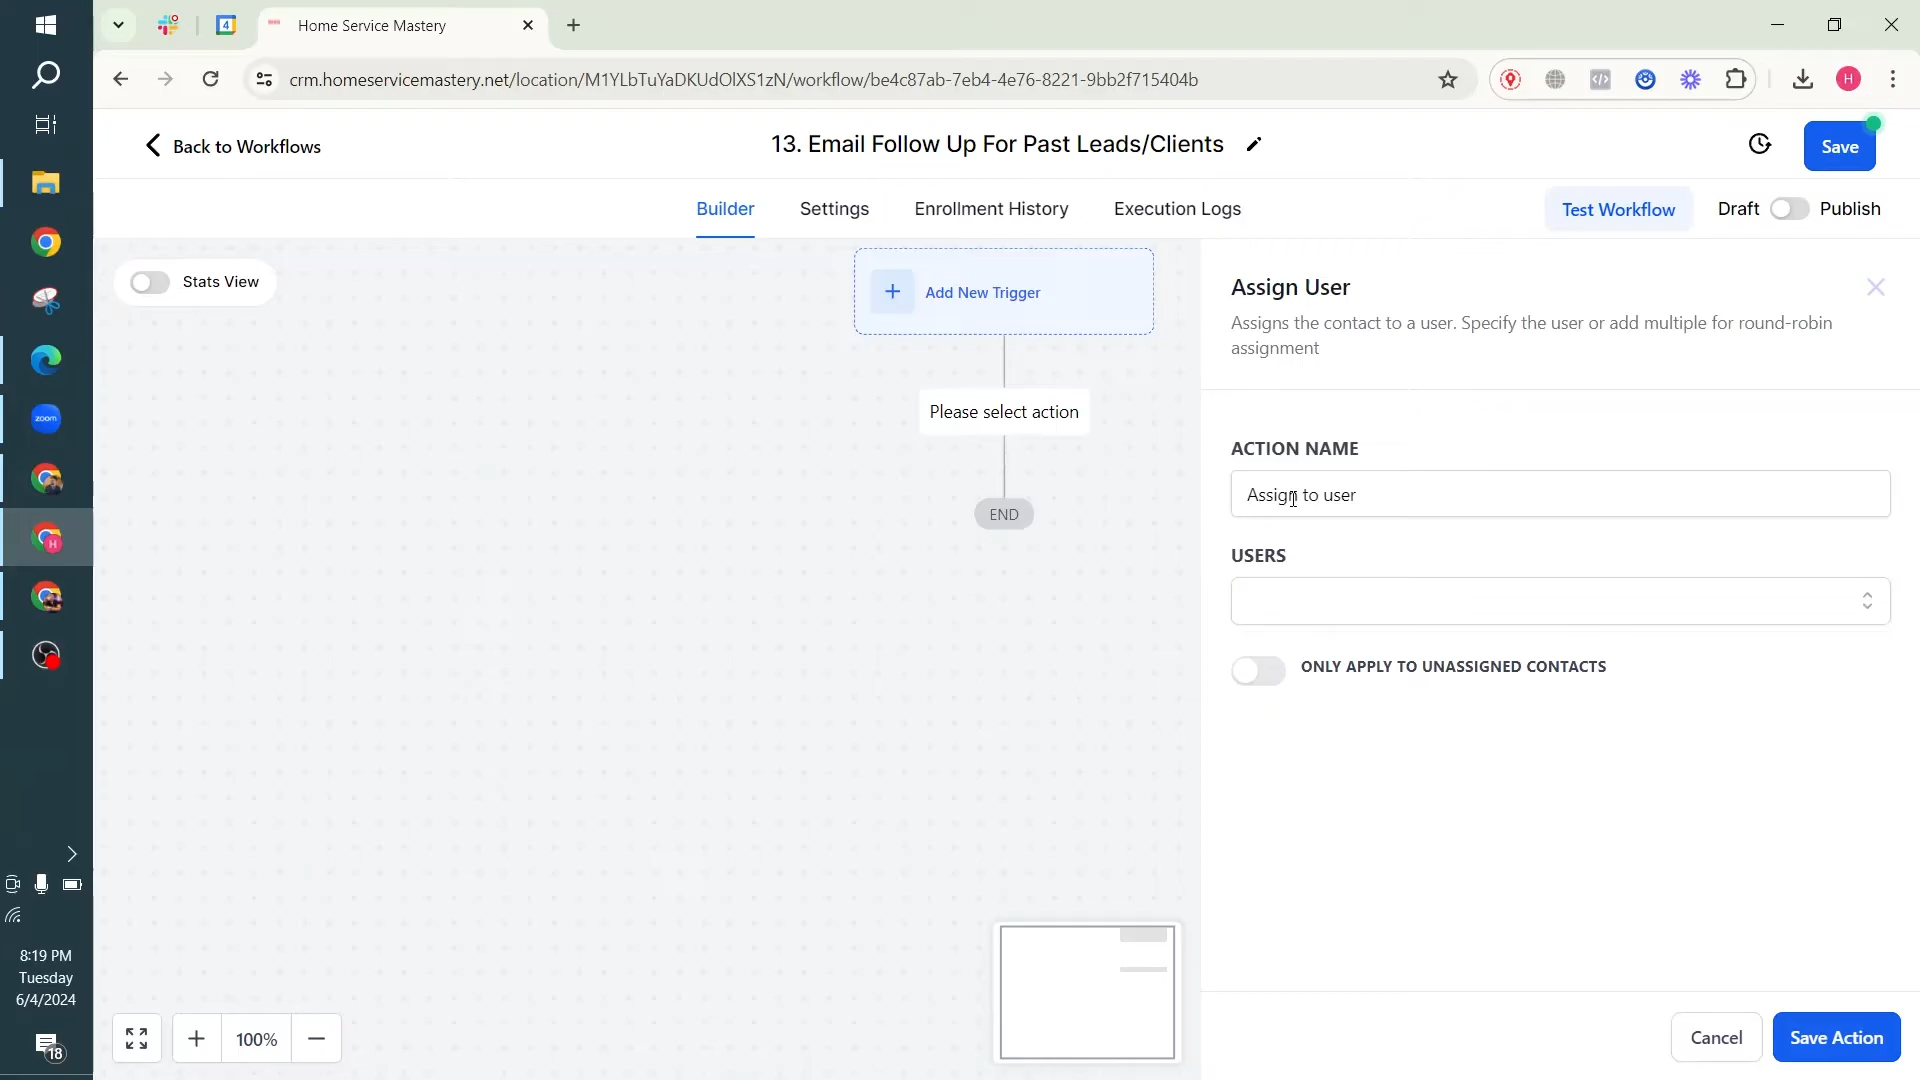 4
Home Service Mastery
crm.homeservicemastery.net/location/M1YLbTuYaDKUdOlXS1zN/workflow/be4c87ab-7eb4-4e76-8221-9bb2f715404b
H
Back to Workflows
13. Email Follow Up For Past Leads/Clients
Save
Builder
Settings
Enrollment History
Execution Logs
Test Workflow
Draft
Publish
Stats View
Add New Trigger
Please select action
END
100%
Assign User
Assigns the contact to a user. Specify the user or add multiple for round-robin
assignment
ACTION NAME
Assign to user
USERS
ONLY APPLY TO UNASSIGNED CONTACTS
Cancel
Save Action
zoom
H
8:19 PM
Tuesday
6/4/2024
18